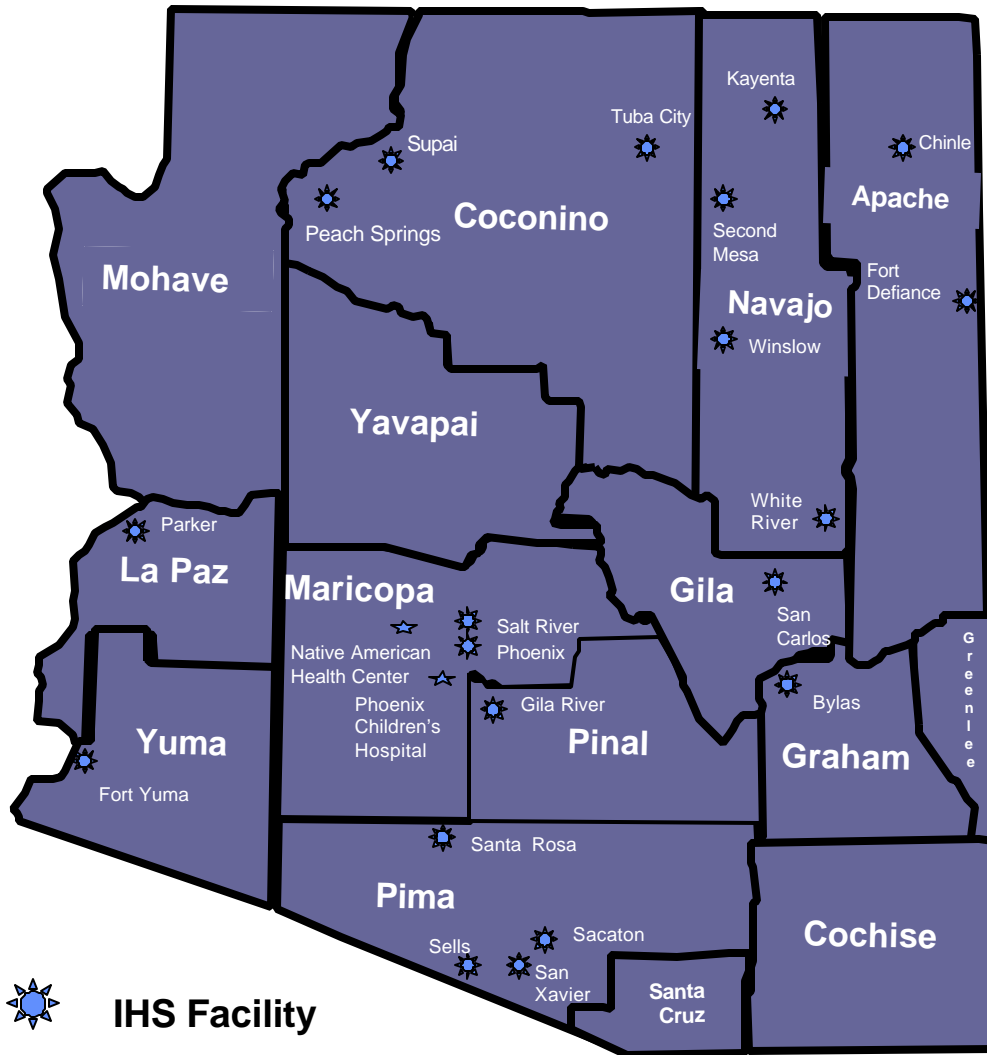 Kayenta
Tuba City
Chinle
Supai
Apache
Coconino
Peach Springs
Second
Mesa
Mohave
Fort
Defiance
Navajo
Winslow
Yavapai
White
River
Parker
La Paz
Maricopa
Gila
San
Carlos
Salt River
Phoenix
Native American
Health Center
Greenlee
Phoenix
Children's
Hospital
Gila River
Bylas
Yuma
Pinal
Graham
Fort Yuma
Santa Rosa
Pima
Sacaton
Cochise
Sells
San
Xavier
Santa
Cruz
IHS Facility